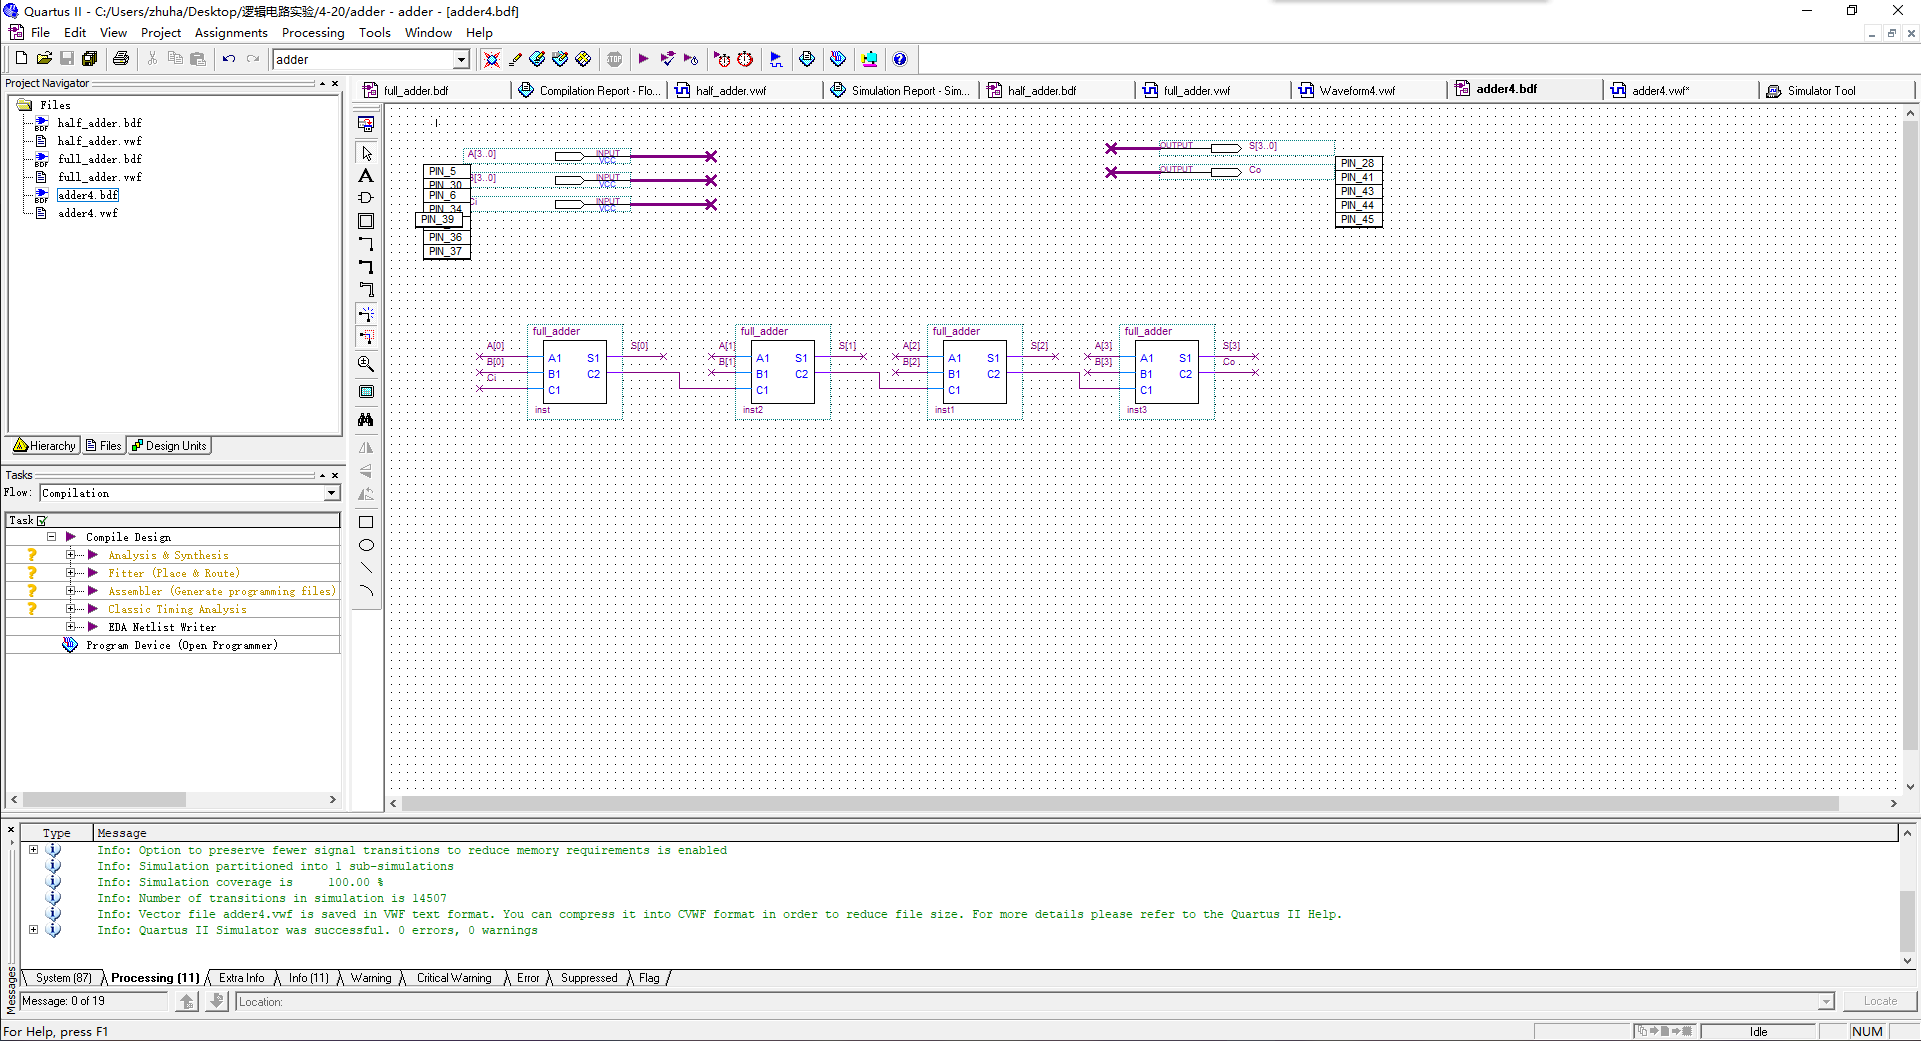 Quartus II - C:/Users/zhuha/Desktop/逻辑电路实验/4-20/adder - adder - [adder4.bdf]
File Edit View Project Assignments Processing Tools Window Help
adder
STOP
Project Navigator
Files
half_adder.bdf
half_adder.vwf
full_adder.bdf
full_adder.vwf
adder4.bdf
adder4.vwf
Hierarchy Files Design Units
Tasks
Flow: Compilation
Task
Compile Design
Analysis & Synthesis
Fitter (Place & Route)
Assembler (Generate programming files)
Classic Timing Analysis
EDA Netlist Writer
Program Device (Open Programmer)
full_adder.bdf Compilation Report - Flo... half_adder.vwf Simulation Report - Sim... half_adder.bdf full_adder.vwf Waveform4.vwf adder4.bdf adder4.vwf* Simulator Tool
A[3..0] INPUT VCC
B[3..0] INPUT VCC
Ci INPUT VCC
PIN_5
PIN_30
PIN_6
PIN_34
PIN_39
PIN_36
PIN_37
OUTPUT S[3..0]
OUTPUT Co
PIN_28
PIN_41
PIN_43
PIN_44
PIN_45
full_adder full_adder full_adder full_adder
A[0] S[0] A[1] S[1] A[2] S[2] A[3] S[3]
A1 S1 A1 S1 A1 S1 A1 S1
B[0] B[1] B[2] B[3] Co
B1 C2 B1 C2 B1 C2 B1 C2
Ci
C1 C1 C1 C1
inst inst2 inst1 inst3
Type Message
Info: Option to preserve fewer signal transitions to reduce memory requirements is enabled
Info: Simulation partitioned into 1 sub-simulations
Info: Simulation coverage is 100.00 %
Info: Number of transitions in simulation is 14507
Info: Vector file adder4.vwf is saved in VWF text format. You can compress it into CVWF format in order to reduce file size. For more details please refer to the Quartus II Help.
Info: Quartus II Simulator was successful. 0 errors, 0 warnings
System (87) Processing (11) Extra Info Info (11) Warning Critical Warning Error Suppressed Flag
Messages
Message: 0 of 19 Location: Locate
For Help, press F1 Idle NUM